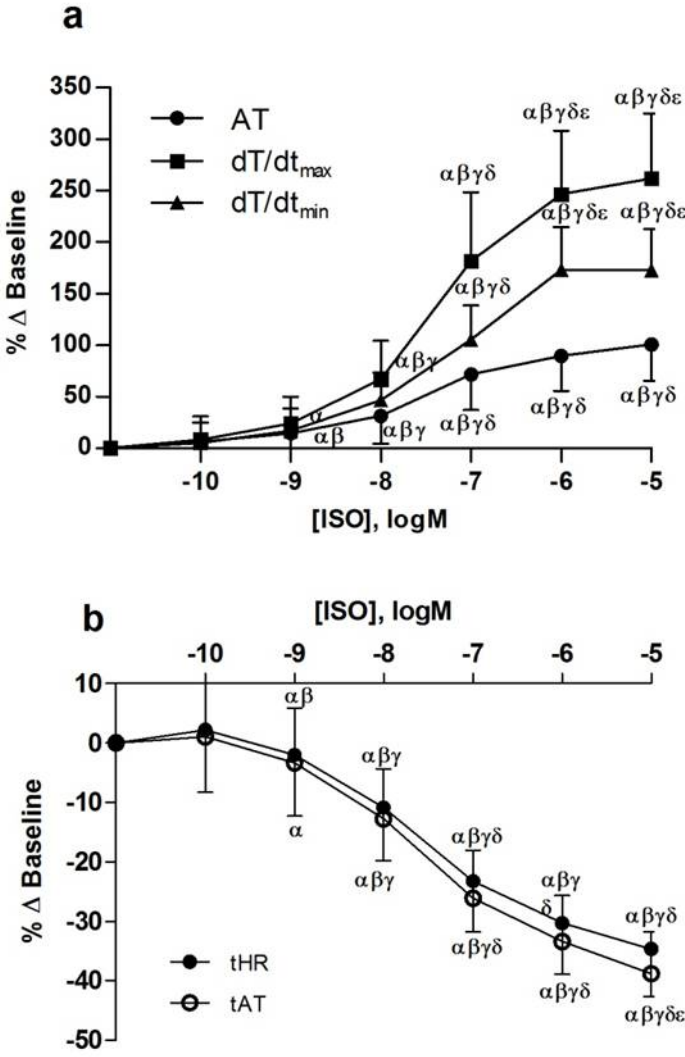 a
350
300
250
200
150
100
50
0
% Δ Baseline
AT
dT/dtmax
dT/dtmin
αβγδε
αβγδε
αβγδ
αβγδε
αβγδε
αβγδ
αβγ
α
αβ
αβγ
αβγδ
αβγδ
αβγδ
-10 -9 -8 -7 -6 -5
[ISO], logM
b
[ISO], logM
-10 -9 -8 -7 -6 -5
10
0
-10
-20
-30
-40
-50
% Δ Baseline
αβ
αβγ
α
αβγδ
αβγ
αβγ
δ
αβγδ
αβγδ
αβγδ
αβγδε
tHR
tAT